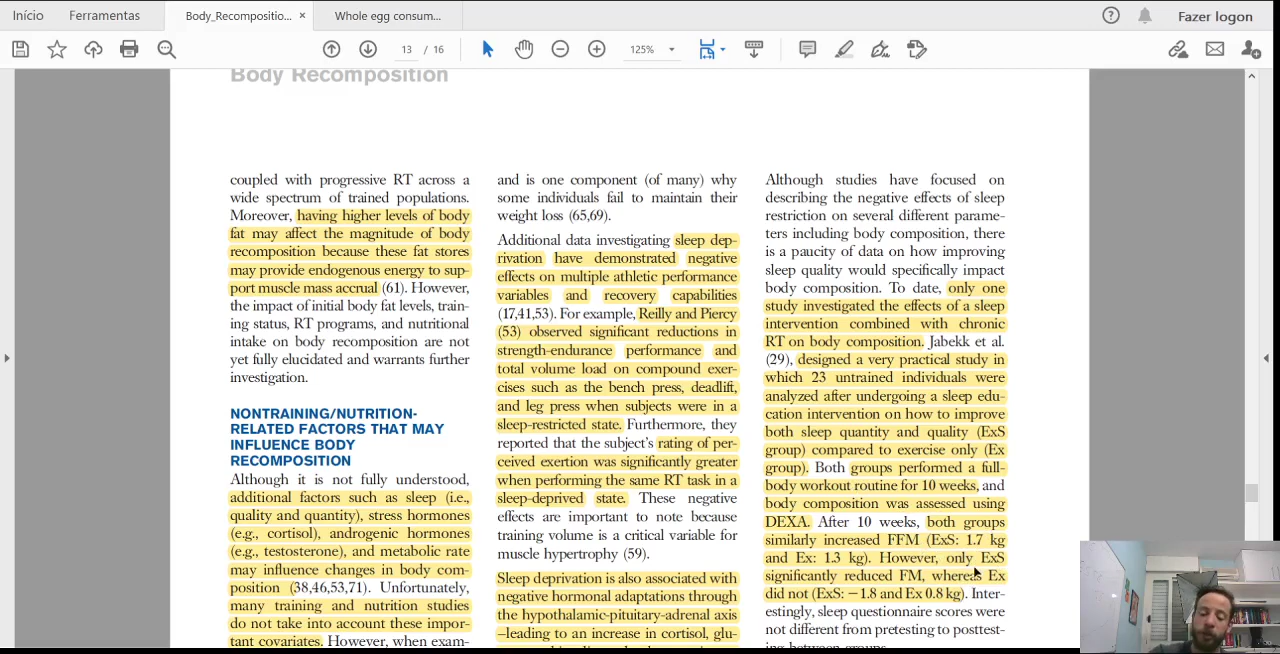 Início
Ferramentas
Body_Recompositio...
×
Whole egg consum...
Fazer logon
13 / 16
125%
Body Recomposition
coupled with progressive RT across a
wide spectrum of trained populations.
Moreover, having higher levels of body
fat may affect the magnitude of body
recomposition because these fat stores
may provide endogenous energy to sup-
port muscle mass accrual (61). However,
the impact of initial body fat levels, train-
ing status, RT programs, and nutritional
intake on body recomposition are not
yet fully elucidated and warrants further
investigation.
NONTRAINING/NUTRITION-
RELATED FACTORS THAT MAY
INFLUENCE BODY
RECOMPOSITION
Although it is not fully understood,
additional factors such as sleep (i.e.,
quality and quantity), stress hormones
(e.g., cortisol), androgenic hormones
(e.g., testosterone), and metabolic rate
may influence changes in body com-
position (38,46,53,71). Unfortunately,
many training and nutrition studies
do not take into account these impor-
tant covariates. However, when exam-
and is one component (of many) why
some individuals fail to maintain their
weight loss (65,69).
Additional data investigating sleep dep-
rivation have demonstrated negative
effects on multiple athletic performance
variables and recovery capabilities
(17,41,53). For example, Reilly and Piercy
(53) observed significant reductions in
strength-endurance performance and
total volume load on compound exer-
cises such as the bench press, deadlift,
and leg press when subjects were in a
sleep-restricted state. Furthermore, they
reported that the subject's rating of per-
ceived exertion was significantly greater
when performing the same RT task in a
sleep-deprived state. These negative
effects are important to note because
training volume is a critical variable for
muscle hypertrophy (59).
Sleep deprivation is also associated with
negative hormonal adaptations through
the hypothalamic-pituitary-adrenal axis
–leading to an increase in cortisol, glu-
Although studies have focused on
describing the negative effects of sleep
restriction on several different parame-
ters including body composition, there
is a paucity of data on how improving
sleep quality would specifically impact
body composition. To date, only one
study investigated the effects of a sleep
intervention combined with chronic
RT on body composition. Jabekk et al.
(29), designed a very practical study in
which 23 untrained individuals were
analyzed after undergoing a sleep edu-
cation intervention on how to improve
both sleep quantity and quality (ExS
group) compared to exercise only (Ex
group). Both groups performed a full-
body workout routine for 10 weeks, and
body composition was assessed using
DEXA. After 10 weeks, both groups
similarly increased FFM (ExS: 1.7 kg
and Ex: 1.3 kg). However, only ExS
significantly reduced FM, whereas Ex
did not (ExS: −1.8 and Ex 0.8 kg). Inter-
estingly, sleep questionnaire scores were
not different from pretesting to posttest-
ing between groups.